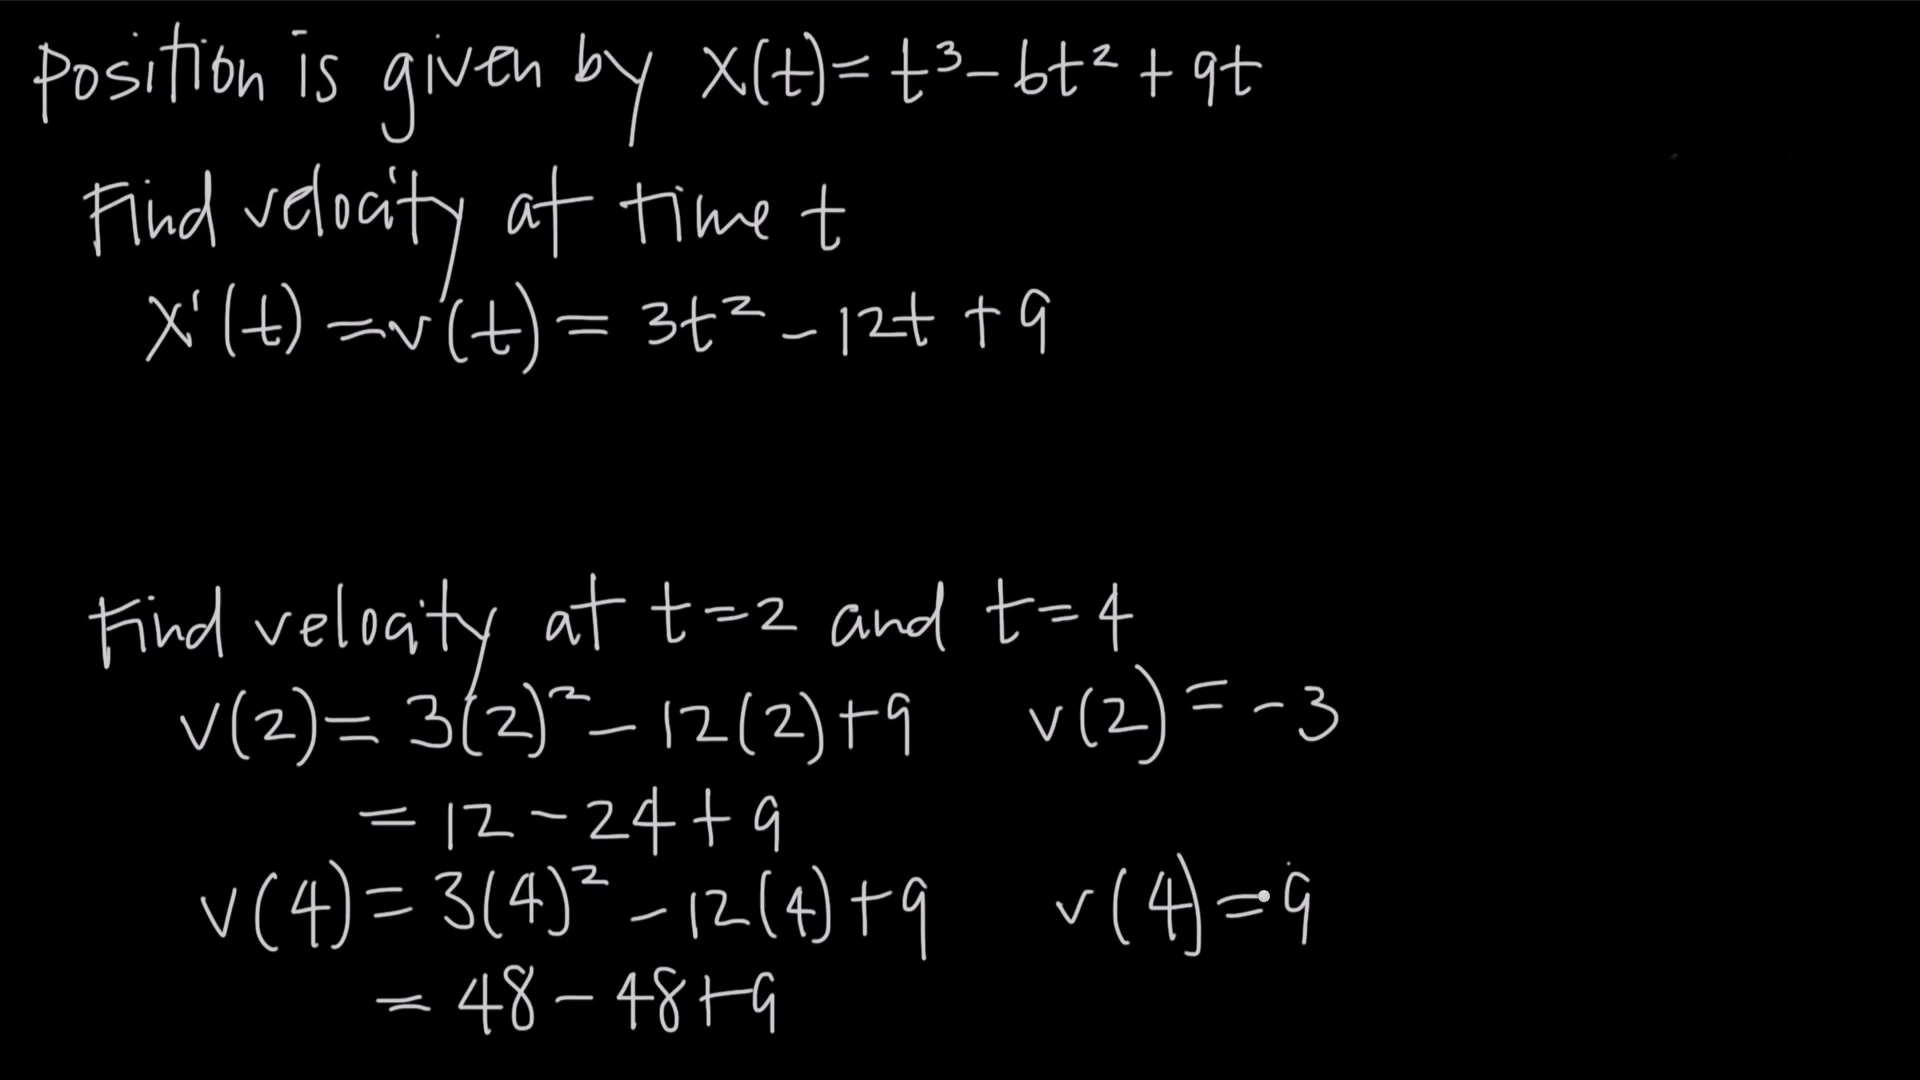 Position is given by x(t) = t³ - 6t² + 9t
Find velocity at time t
x'(t) = v(t) = 3t² - 12t + 9
Find velocity at t = 2 and t = 4
v(2) = 3(2)² - 12(2) + 9 v(2) = -3
= 12 - 24 + 9
v(4) = 3(4)² - 12(4) + 9 v(4) = 9
= 48 - 48 + 9